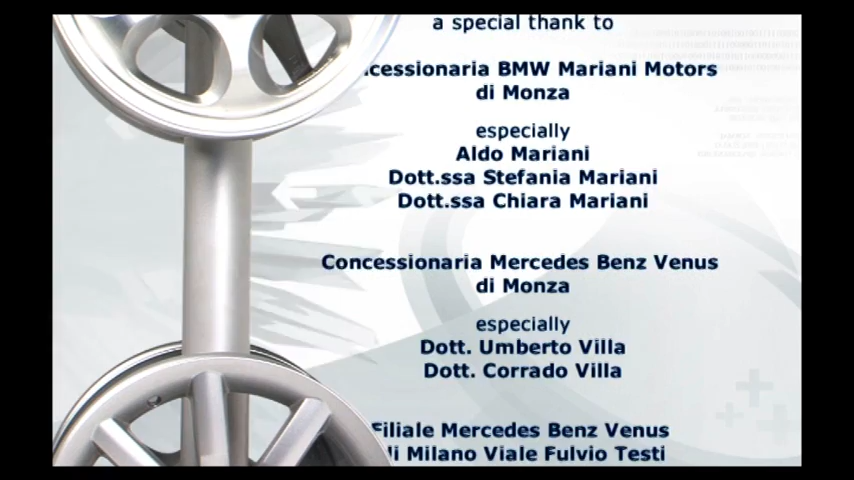 a special thank to
BMW Mariani Motors
di Monza
especially
Aldo Mariani
Dott.ssa Stefania Mariani
Dott.ssa Chiara Mariani
Concessionaria Mercedes Benz Venus
di Monza
especially
Dott. Umberto Villa
Dott. Corrado Villa
Filiale Mercedes Benz Venus
di Milano Viale Fulvio Testi